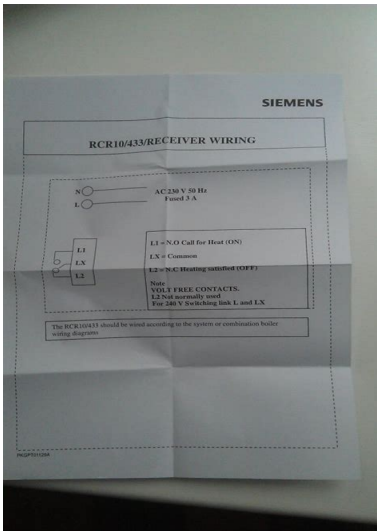 SIEMENS
RCR10/433/RECEIVER WIRING
N
L
AC 230 V 50 Hz
Fused 3 A
L1
LX
L2
L1 = N.O Call for Heat (ON)
LX = Common
L2 = N.C Heating satisfied (OFF)
Note
VOLT FREE CONTACTS.
L2 Not normally used
For 240 V Switching link L and LX
The RCR10/433 should be wired according to the system or combination boiler
wiring diagrams